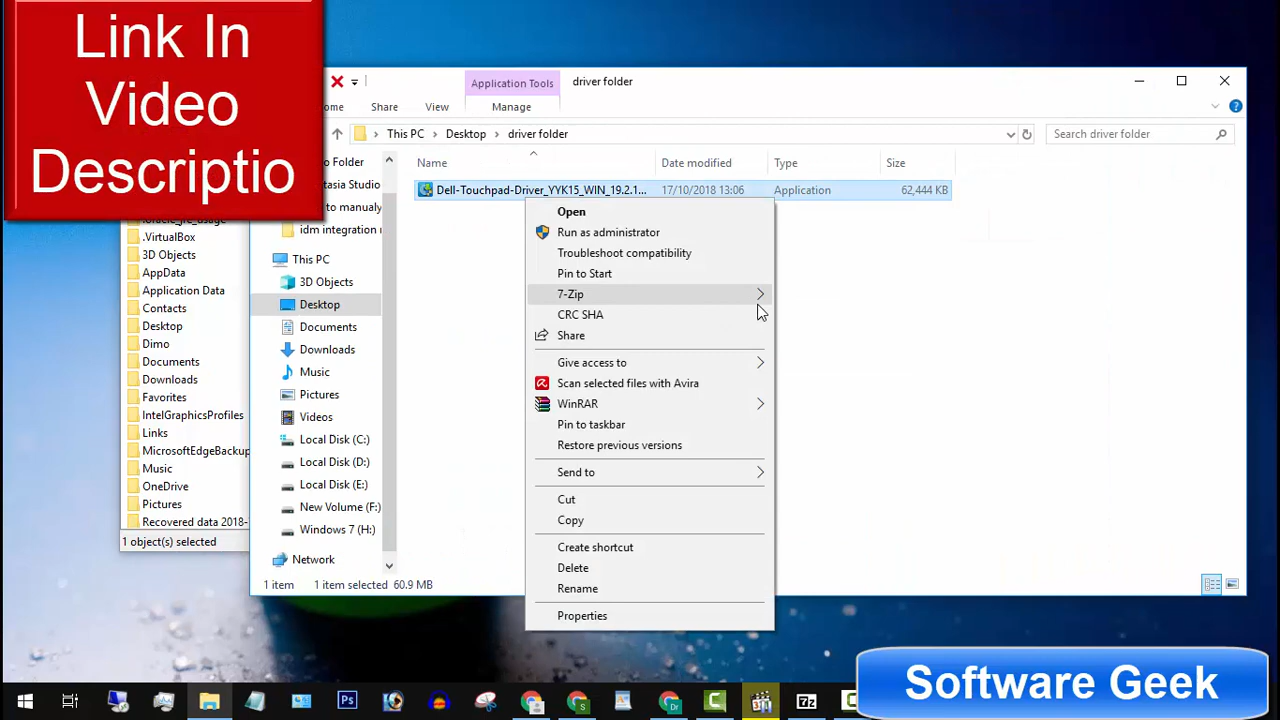 Link In
Video
Descriptio
Application Tools
driver folder
ome
Share
View
Manage
This PC
Desktop
driver folder
Search driver folder
Name
Date modified
Type
Size
Dell-Touchpad-Driver_YYK15_WIN_19.2.1...
17/10/2018 13:06
Application
62,444 KB
o Folder
tasia Studio
to manualy
idm integration
This PC
3D Objects
Desktop
Documents
Downloads
Music
Pictures
Videos
Local Disk (C:)
Local Disk (D:)
Local Disk (E:)
New Volume (F:)
Windows 7 (H:)
Network
1 item
1 item selected
60.9 MB
.VirtualBox
3D Objects
AppData
Application Data
Contacts
Desktop
Dimo
Documents
Downloads
Favorites
IntelGraphicsProfiles
Links
MicrosoftEdgeBackup
Music
OneDrive
Pictures
Recovered data 2018-
1 object(s) selected
Open
Run as administrator
Troubleshoot compatibility
Pin to Start
7-Zip
CRC SHA
Share
Give access to
Scan selected files with Avira
WinRAR
Pin to taskbar
Restore previous versions
Send to
Cut
Copy
Create shortcut
Delete
Rename
Properties
Software Geek
Ps
S
Dr
C
7z